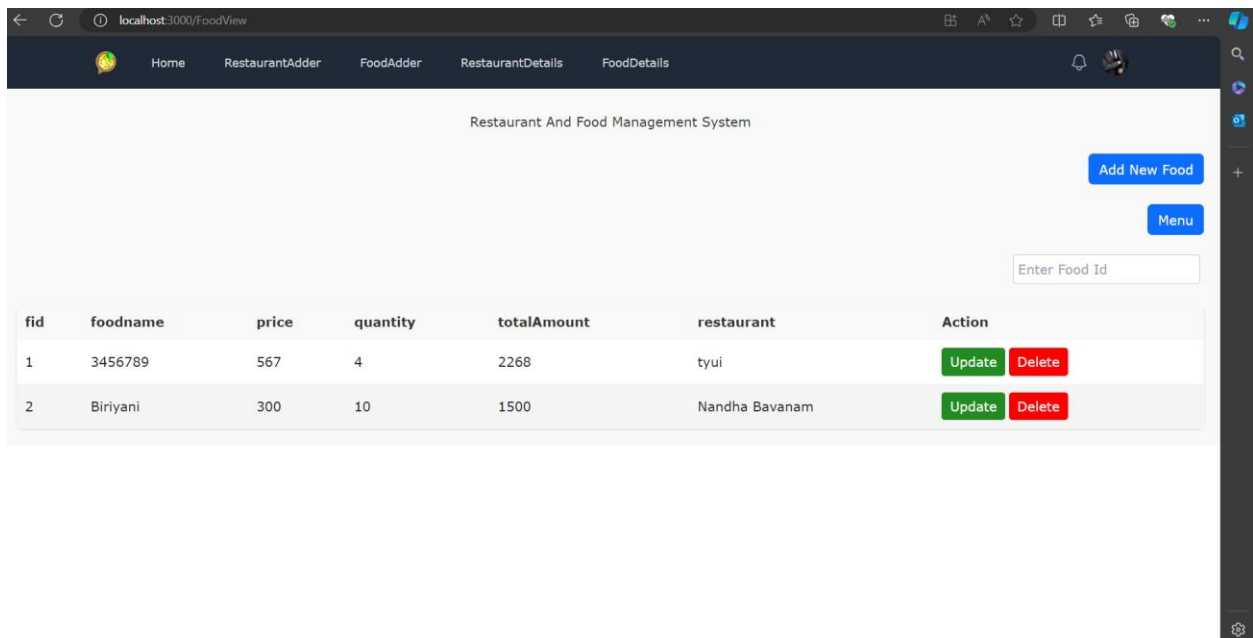 localhost:3000/FoodView
Home RestaurantAdder FoodAdder RestaurantDetails FoodDetails
Restaurant And Food Management System
Add New Food
Menu
Enter Food Id
fid foodname price quantity totalAmount restaurant Action
1 3456789 567 4 2268 tyui Update Delete
2 Biriyani 300 10 1500 Nandha Bavanam Update Delete